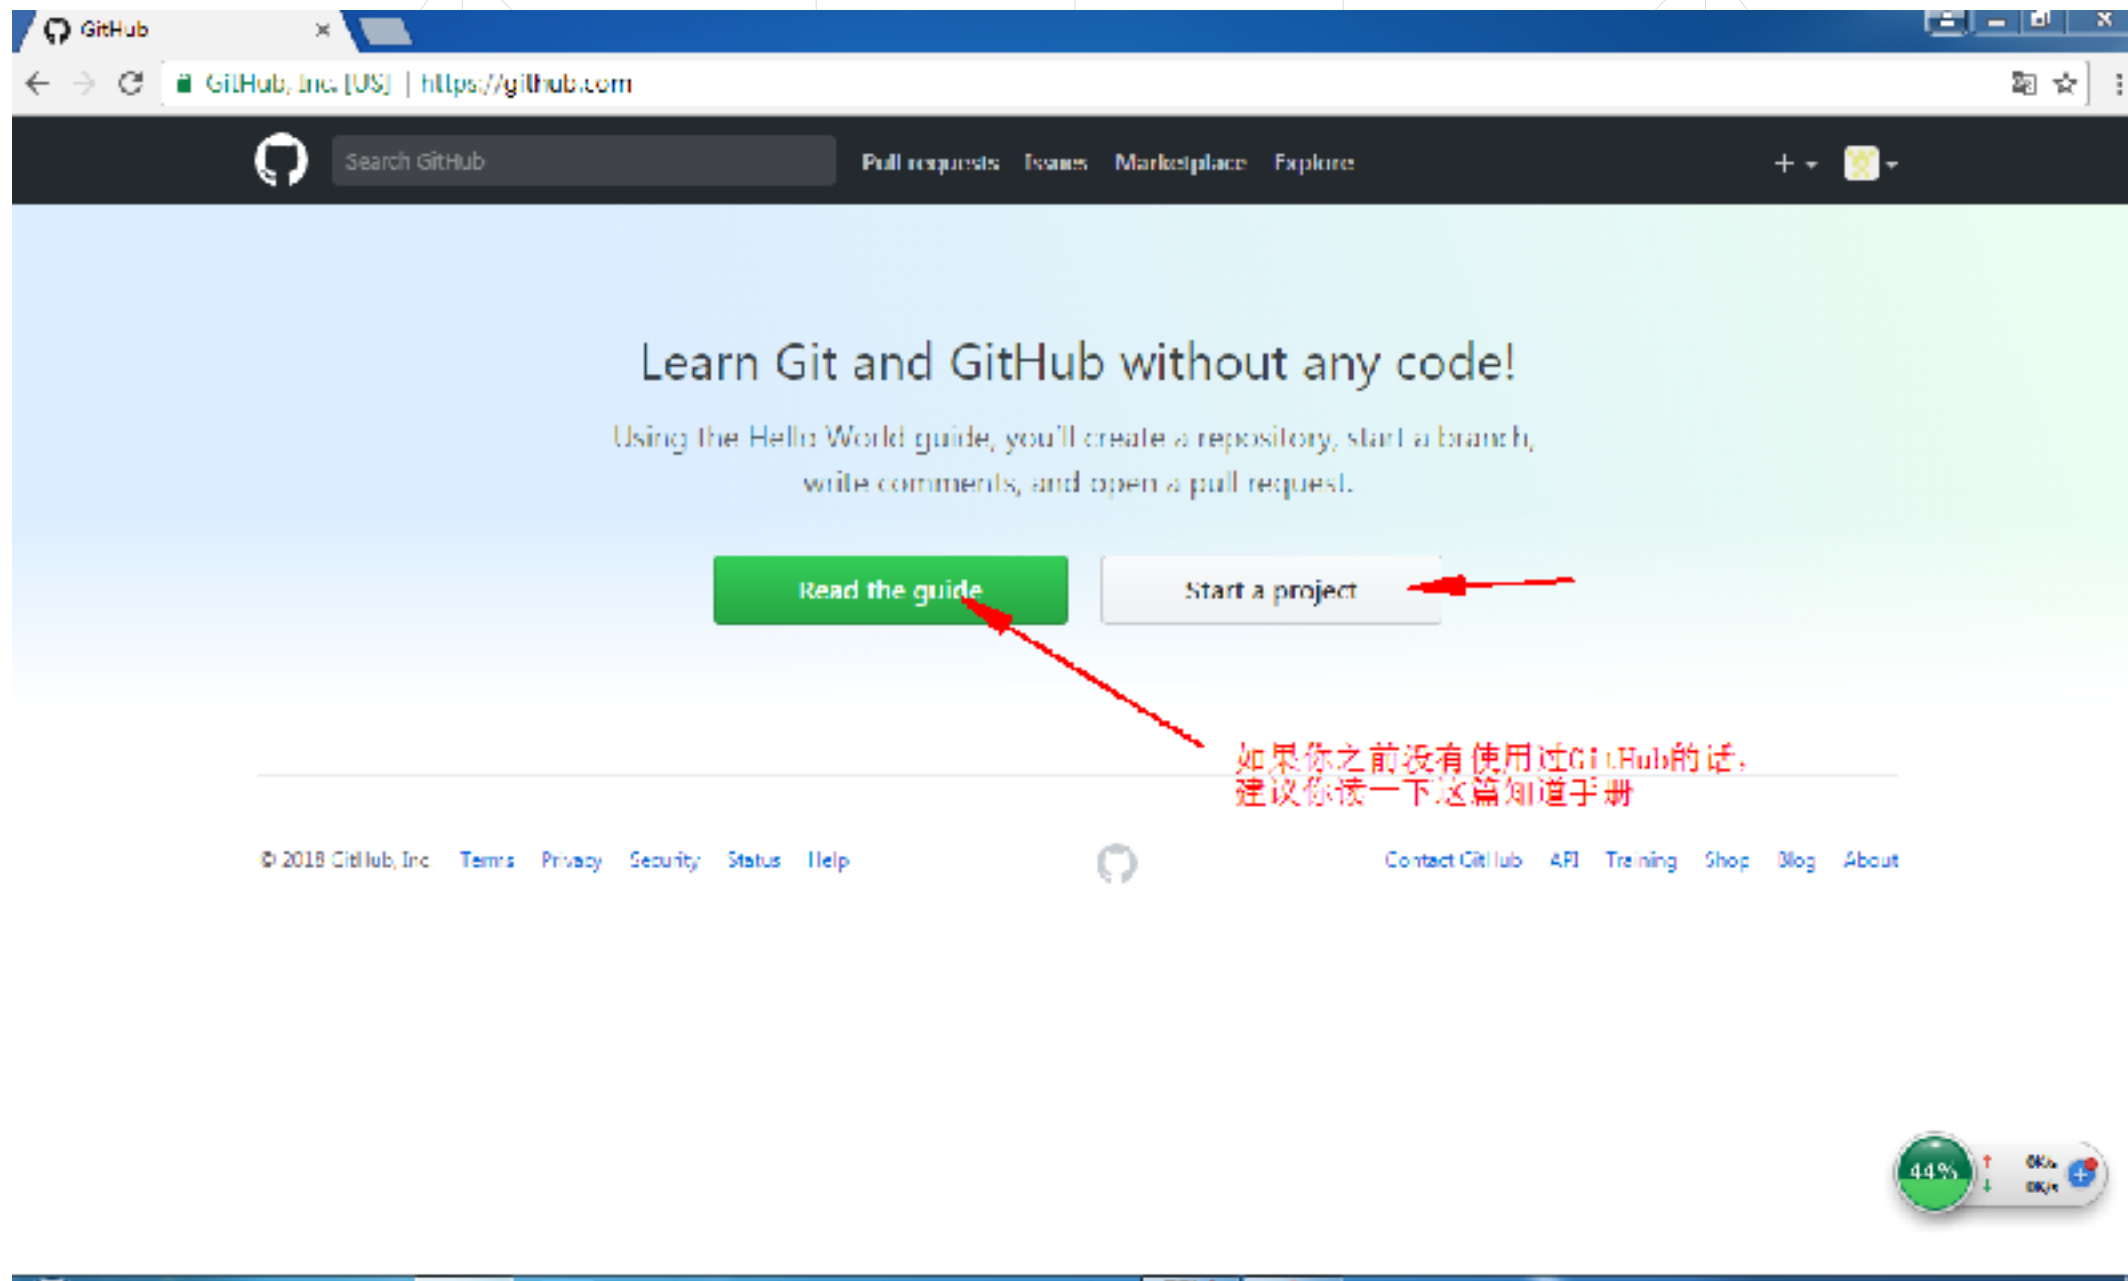 GitHub
GitHub, Inc. [US] | https://github.com
Search GitHub
Pull requests Issues Marketplace Explore
Learn Git and GitHub without any code!
Using the Hello World guide, you'll create a repository, start a branch,
write comments, and open a pull request.
Read the guide
Start a project
如果你之前没有使用过GitHub的话,
建议你读一下这篇知道手册
© 2018 GitHub, Inc Terms Privacy Security Status Help
Contact GitHub API Training Shop Blog About
44%
0K/s
0K/s